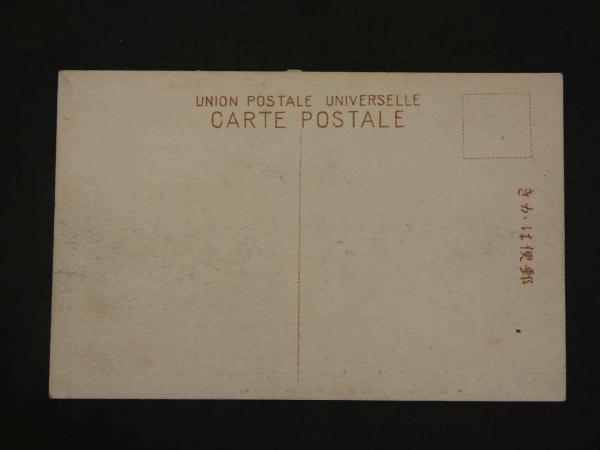 UNION POSTALE UNIVERSELLE
CARTE POSTALE
郵便はかき